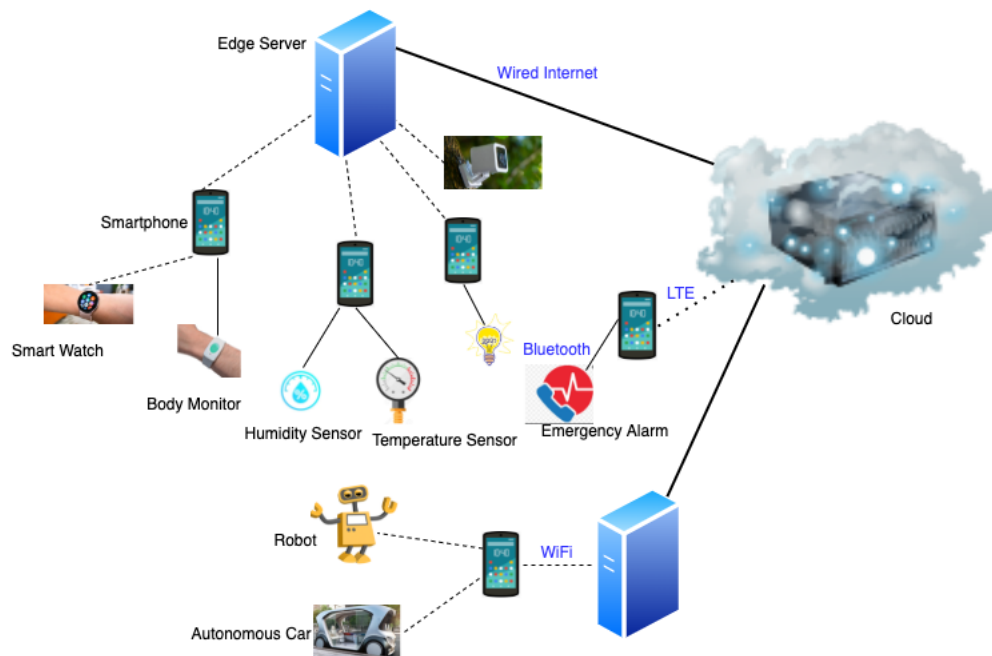 Edge Server
Wired Internet
Smartphone
LTE
Cloud
Smart Watch
Bluetooth
Body Monitor
%
Humidity Sensor
Temperature Sensor
Emergency Alarm
Robot
WiFi
Autonomous Car